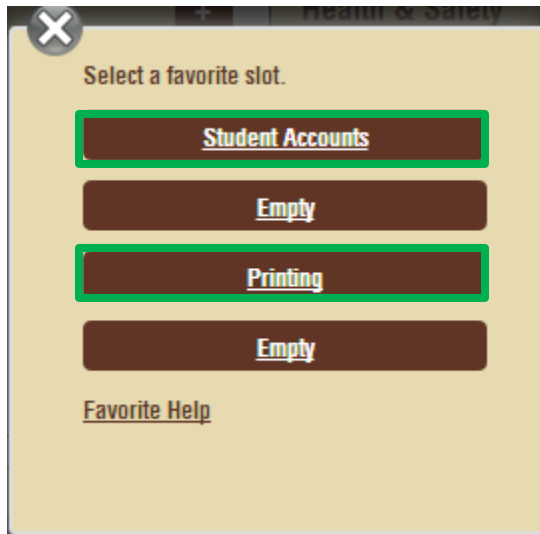 + Health & Safety
Select a favorite slot.
Student Accounts
Empty
Printing
Empty
Favorite Help